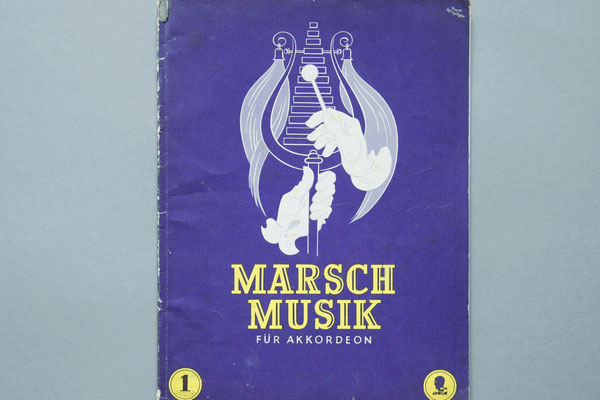 MARSCH
MUSIK
FÜR AKKORDEON
1